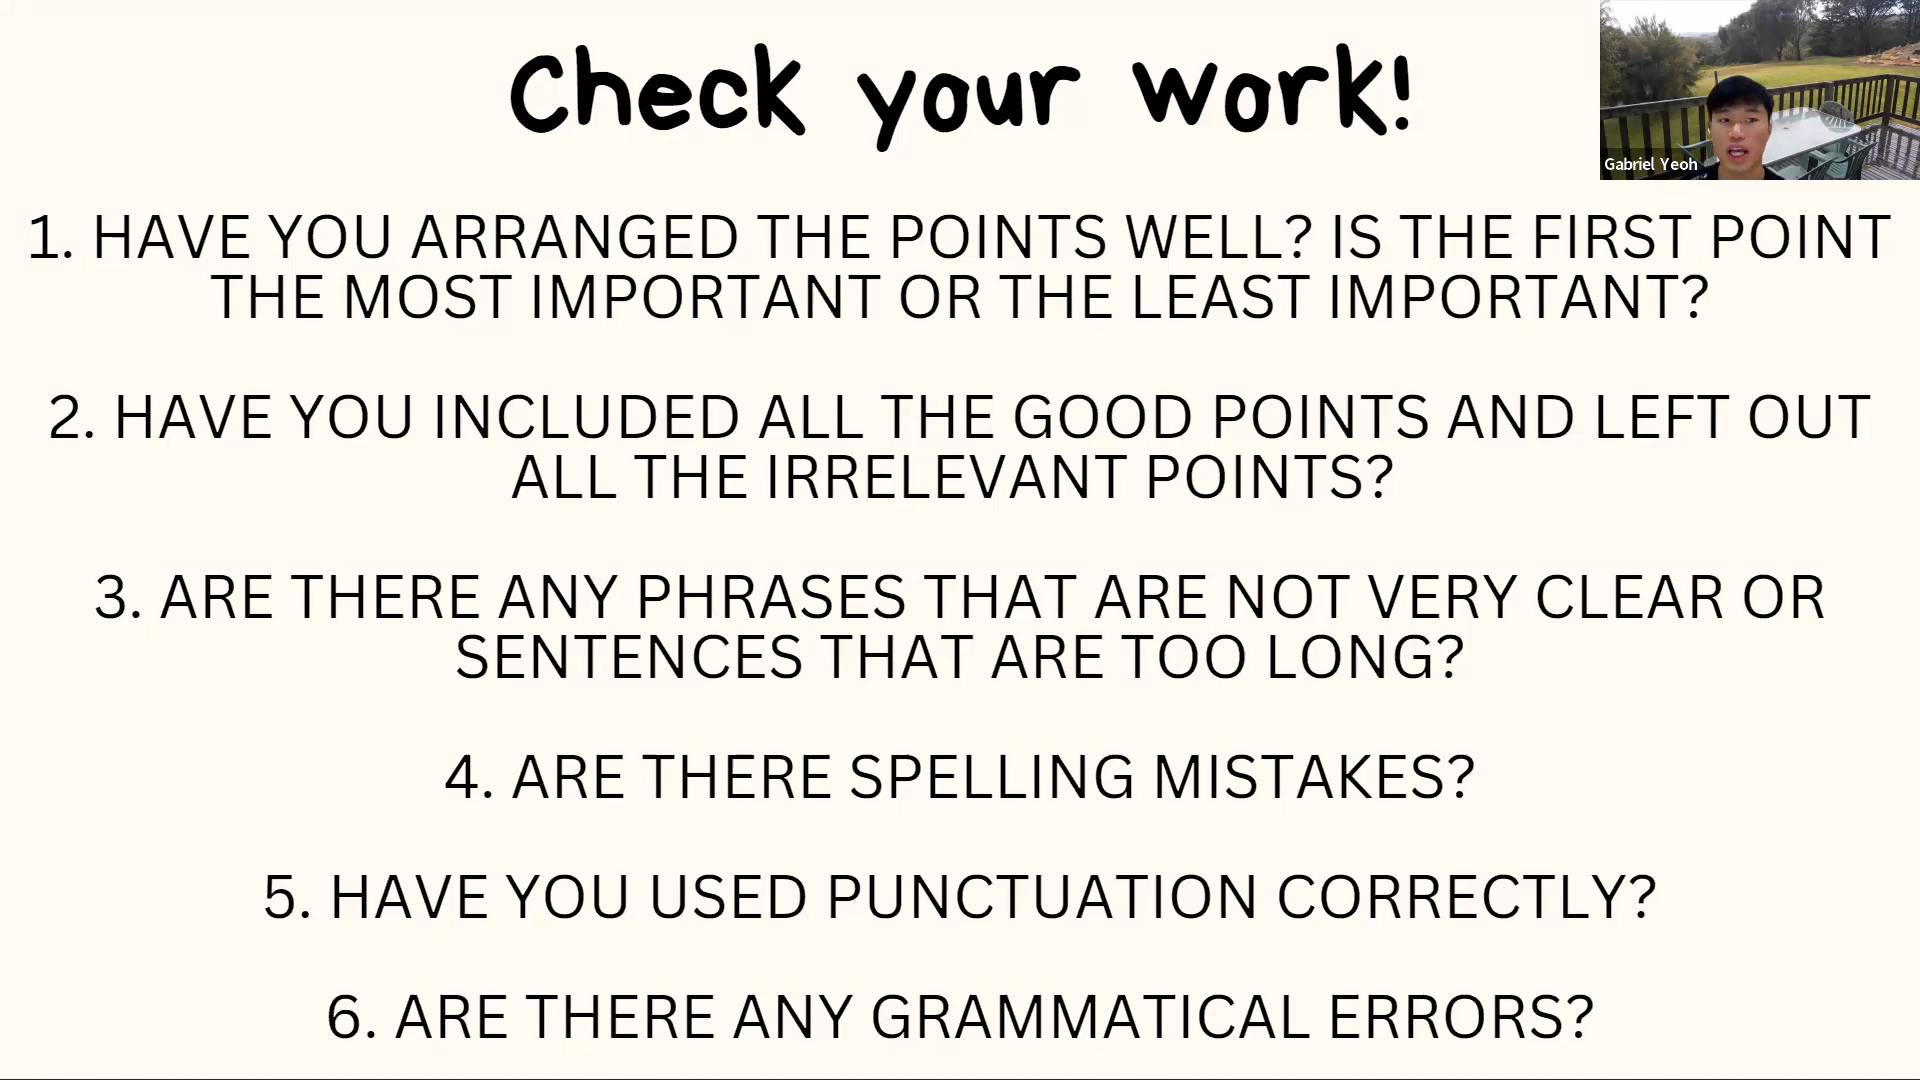 Check your work!
Gabriel Yeoh
1. HAVE YOU ARRANGED THE POINTS WELL? IS THE FIRST POINT
THE MOST IMPORTANT OR THE LEAST IMPORTANT?
2. HAVE YOU INCLUDED ALL THE GOOD POINTS AND LEFT OUT
ALL THE IRRELEVANT POINTS?
3. ARE THERE ANY PHRASES THAT ARE NOT VERY CLEAR OR
SENTENCES THAT ARE TOO LONG?
4. ARE THERE SPELLING MISTAKES?
5. HAVE YOU USED PUNCTUATION CORRECTLY?
6. ARE THERE ANY GRAMMATICAL ERRORS?